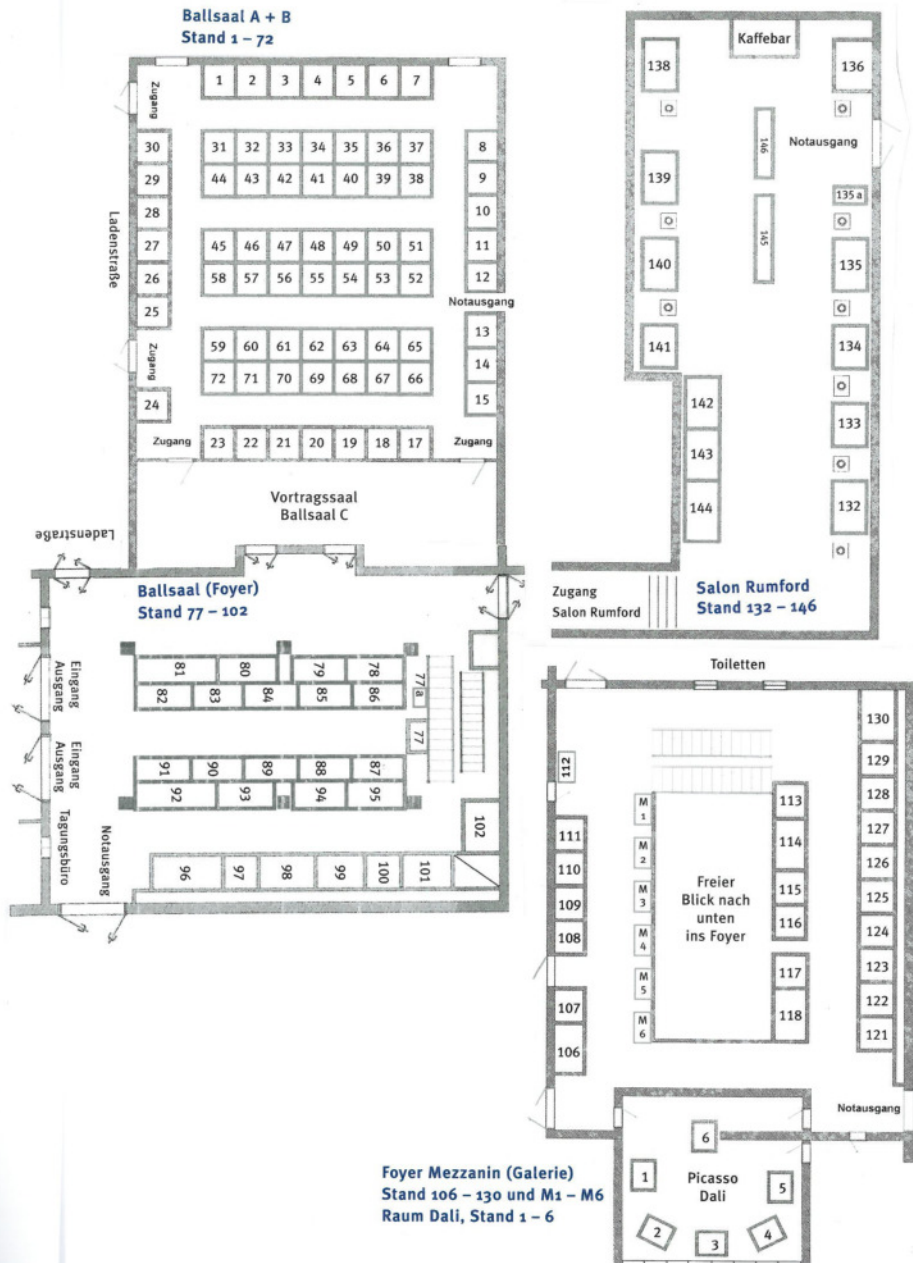 Ballsaal A + B
Stand 1 – 72
Zugang
1 2 3 4 5 6 7
30 31 32 33 34 35 36 37 8
29 44 43 42 41 40 39 38 9
28 10
27 45 46 47 48 49 50 51 11
26 58 57 56 55 54 53 52 12
Ladenstraße
25
Notausgang
13
59 60 61 62 63 64 65
Zugang
14
72 71 70 69 68 67 66
24 15
Zugang 23 22 21 20 19 18 17 Zugang
Vortragssaal
Ballsaal C
Ladenstraße
Ballsaal (Foyer)
Stand 77 – 102
81 80 79 78
82 83 84 85 86
77 a
77
Eingang
Ausgang
Eingang
Ausgang
91 90 89 88 87
92 93 94 95
Tagungsbüro
Notausgang
102
96 97 98 99 100 101
Kaffebar
138 136
146
Notausgang
139
135 a
145
140 135
141 134
142 133
143
144 132
Zugang
Salon Rumford
Salon Rumford
Stand 132 – 146
Toiletten
130
112 129
M 1 113 128
111 114 127
M 2
110 126
M 3 115 125
109
108 M 4 116 124
Freier
Blick nach
unten
ins Foyer
117 123
M 5
107 118 122
M 6
106 121
Notausgang
6
1 5
Picasso
Dali
2 3 4
Foyer Mezzanin (Galerie)
Stand 106 – 130 und M1 – M6
Raum Dali, Stand 1 – 6